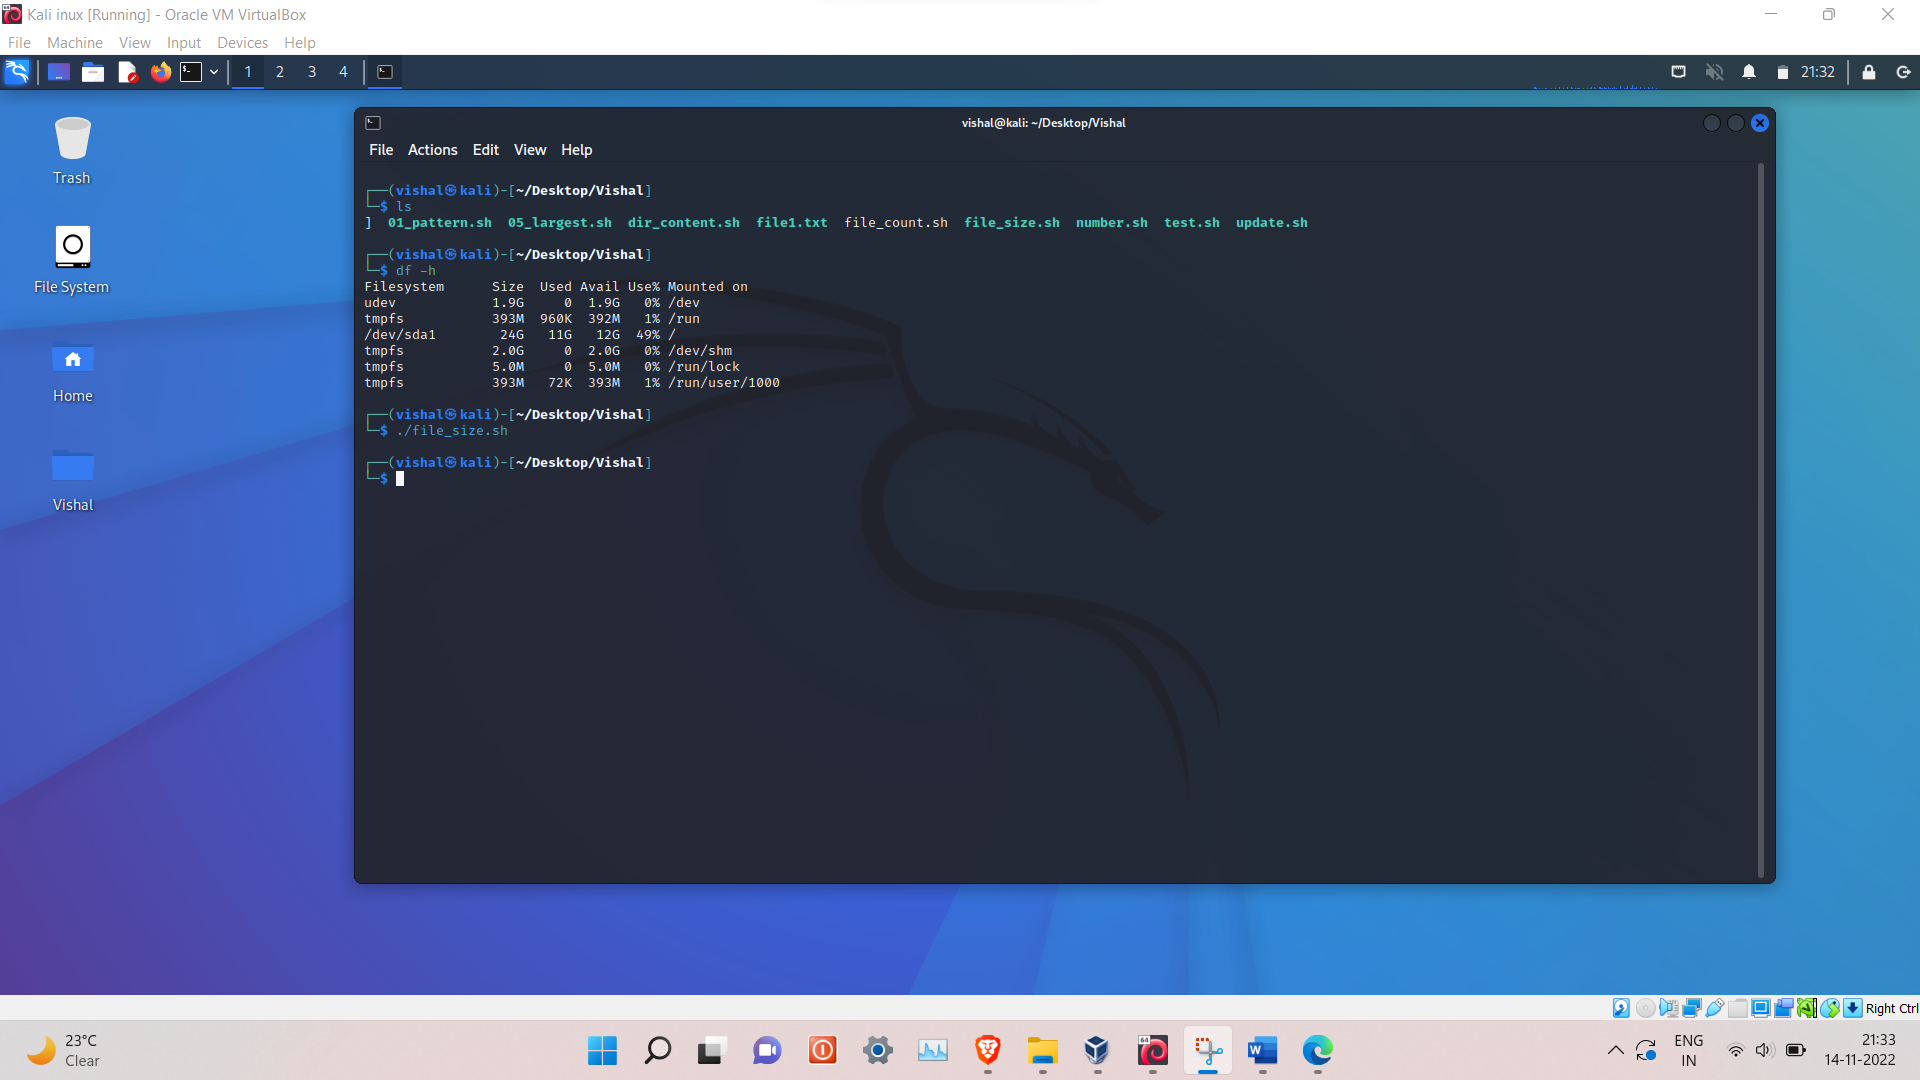 Kali inux [Running] - Oracle VM VirtualBox
File Machine View Input Devices Help
1 2 3 4 21:32
vishal@kali: ~/Desktop/Vishal
File Actions Edit View Help
Trash
File System
Home
Vishal
┌──(vishal㉿kali)-[~/Desktop/Vishal]
└─$ ls
] 01_pattern.sh 05_largest.sh dir_content.sh file1.txt file_count.sh file_size.sh number.sh test.sh update.sh
┌──(vishal㉿kali)-[~/Desktop/Vishal]
└─$ df -h
Filesystem Size Used Avail Use% Mounted on
udev 1.9G 0 1.9G 0% /dev
tmpfs 393M 960K 392M 1% /run
/dev/sda1 24G 11G 12G 49% /
tmpfs 2.0G 0 2.0G 0% /dev/shm
tmpfs 5.0M 0 5.0M 0% /run/lock
tmpfs 393M 72K 393M 1% /run/user/1000
┌──(vishal㉿kali)-[~/Desktop/Vishal]
└─$ ./file_size.sh
┌──(vishal㉿kali)-[~/Desktop/Vishal]
└─$
Right Ctrl
23°C
Clear
64
W
ENG
IN
21:33
14-11-2022